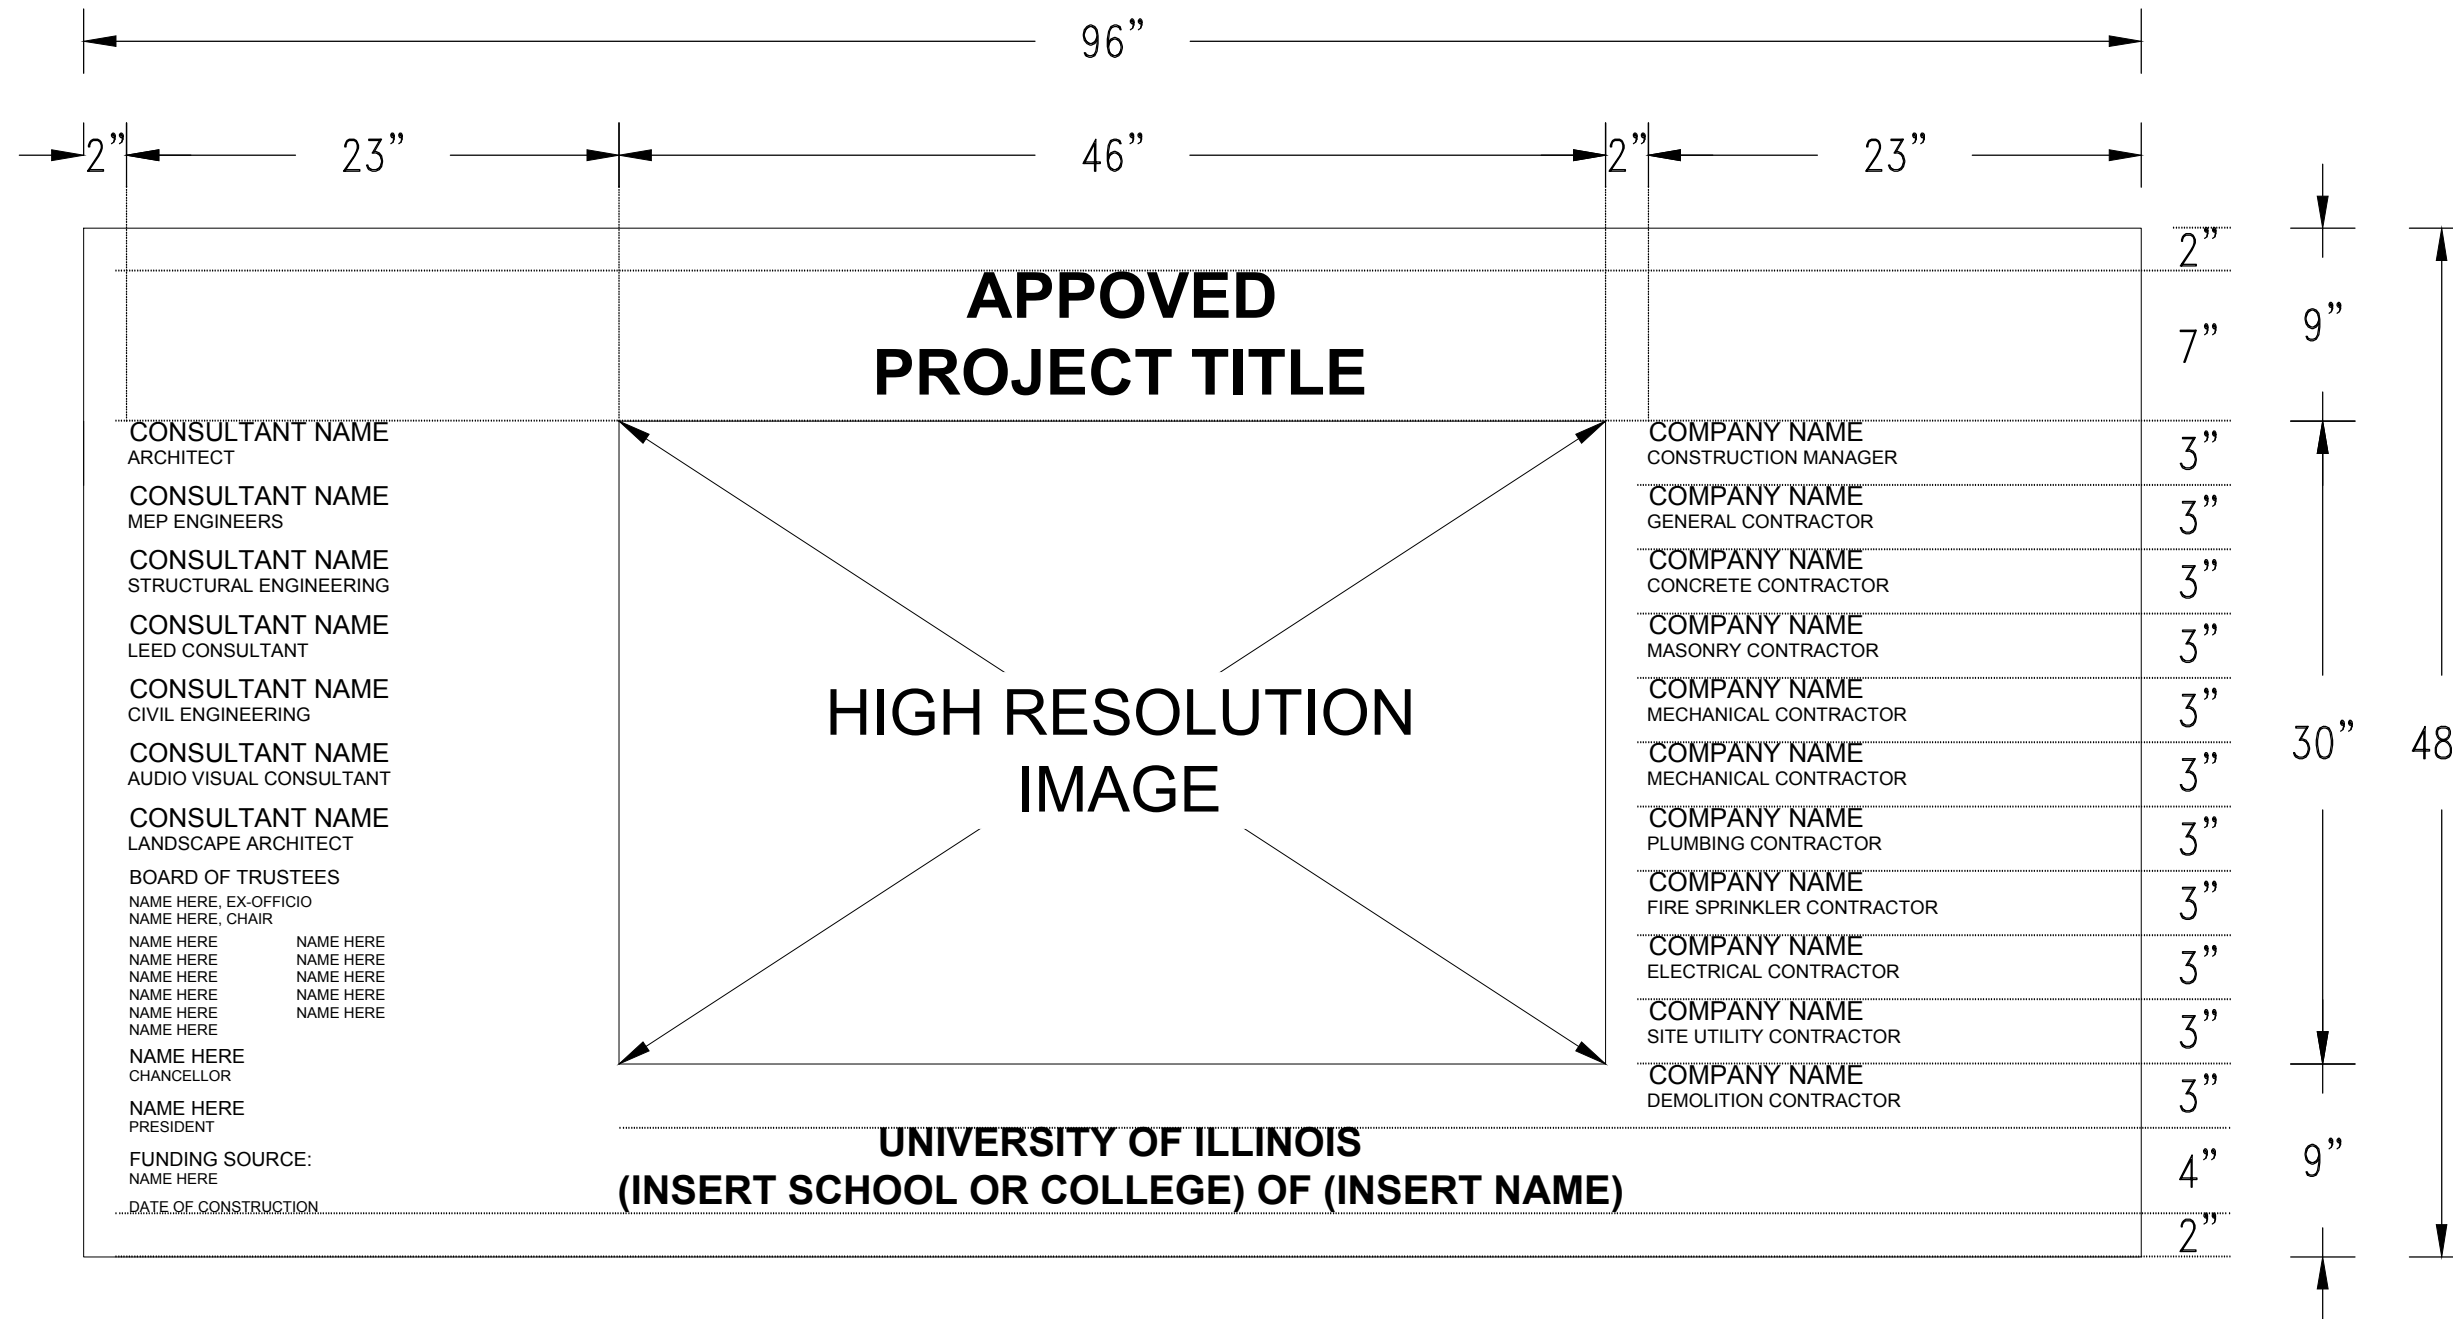 96”
2”
23”
46”
2”
23”
2”
APPOVED
PROJECT TITLE
7”
9”
CONSULTANT NAME
ARCHITECT
CONSULTANT NAME
MEP ENGINEERS
CONSULTANT NAME
STRUCTURAL ENGINEERING
CONSULTANT NAME
LEED CONSULTANT
CONSULTANT NAME
CIVIL ENGINEERING
CONSULTANT NAME
AUDIO VISUAL CONSULTANT
CONSULTANT NAME
LANDSCAPE ARCHITECT
BOARD OF TRUSTEES
NAME HERE, EX-OFFICIO
NAME HERE, CHAIR
NAME HERE NAME HERE
NAME HERE NAME HERE
NAME HERE NAME HERE
NAME HERE NAME HERE
NAME HERE NAME HERE
NAME HERE
NAME HERE
CHANCELLOR
NAME HERE
PRESIDENT
FUNDING SOURCE:
NAME HERE
DATE OF CONSTRUCTION
HIGH RESOLUTION
IMAGE
UNIVERSITY OF ILLINOIS
(INSERT SCHOOL OR COLLEGE) OF (INSERT NAME)
COMPANY NAME
CONSTRUCTION MANAGER
COMPANY NAME
GENERAL CONTRACTOR
COMPANY NAME
CONCRETE CONTRACTOR
COMPANY NAME
MASONRY CONTRACTOR
COMPANY NAME
MECHANICAL CONTRACTOR
COMPANY NAME
MECHANICAL CONTRACTOR
COMPANY NAME
PLUMBING CONTRACTOR
COMPANY NAME
FIRE SPRINKLER CONTRACTOR
COMPANY NAME
ELECTRICAL CONTRACTOR
COMPANY NAME
SITE UTILITY CONTRACTOR
COMPANY NAME
DEMOLITION CONTRACTOR
3”
3”
3”
3”
3”
3”
3”
3”
3”
3”
3”
4”
2”
30”
9”
48